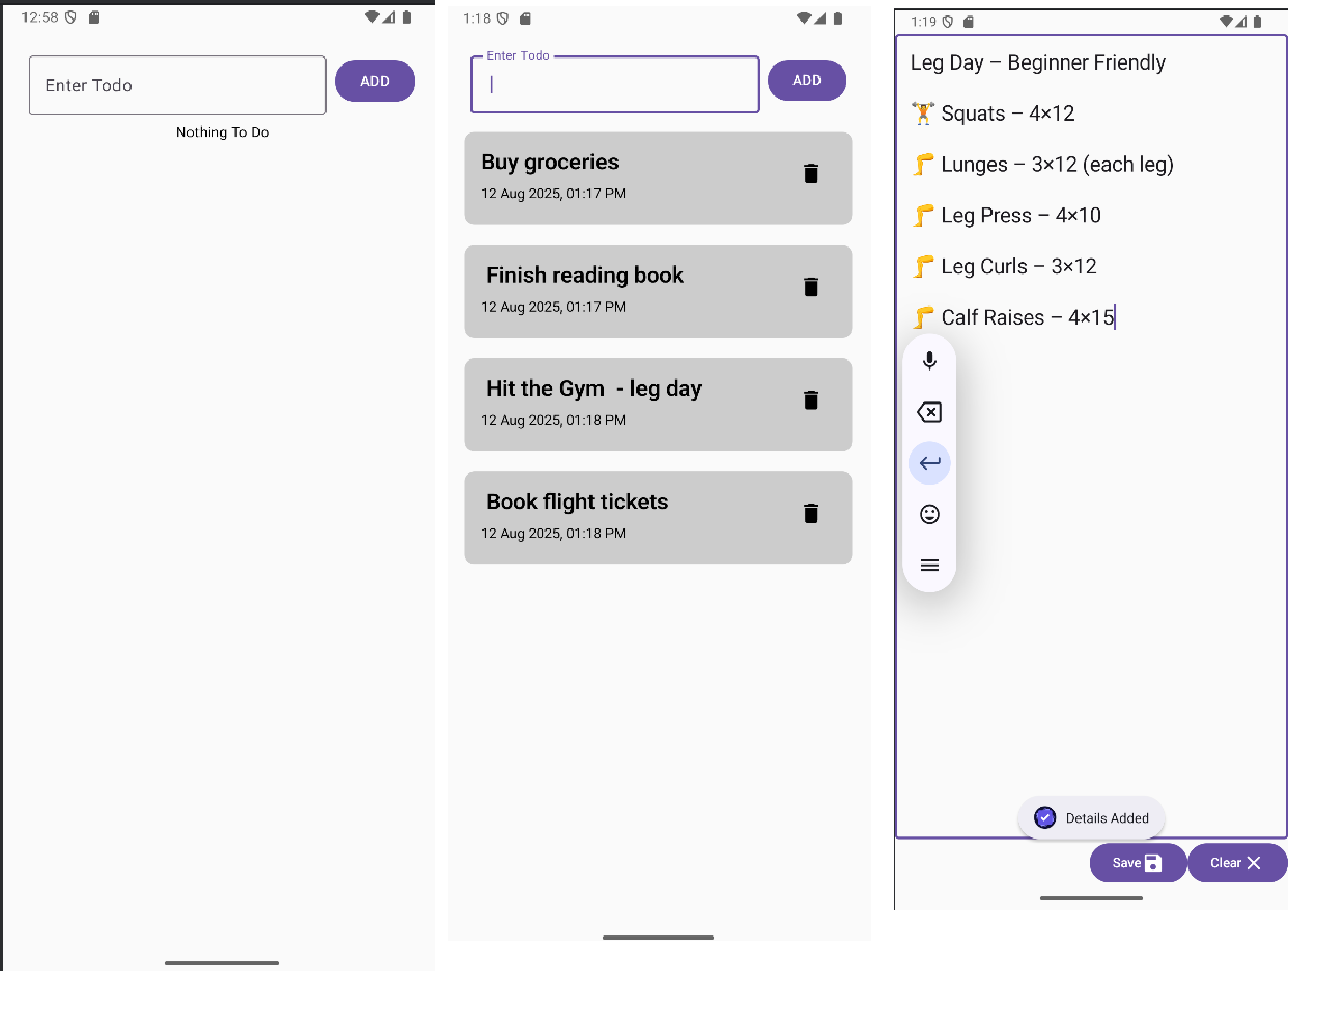 12:58
Enter Todo
ADD
Nothing To Do
1:18
Enter Todo
ADD
Buy groceries
12 Aug 2025, 01:17 PM
Finish reading book
12 Aug 2025, 01:17 PM
Hit the Gym  - leg day
12 Aug 2025, 01:18 PM
Book flight tickets
12 Aug 2025, 01:18 PM
1:19
Leg Day – Beginner Friendly
🏋️ Squats – 4×12
🦵 Lunges – 3×12 (each leg)
🦵 Leg Press – 4×10
🦵 Leg Curls – 3×12
🦵 Calf Raises – 4×15
Details Added
Save
Clear